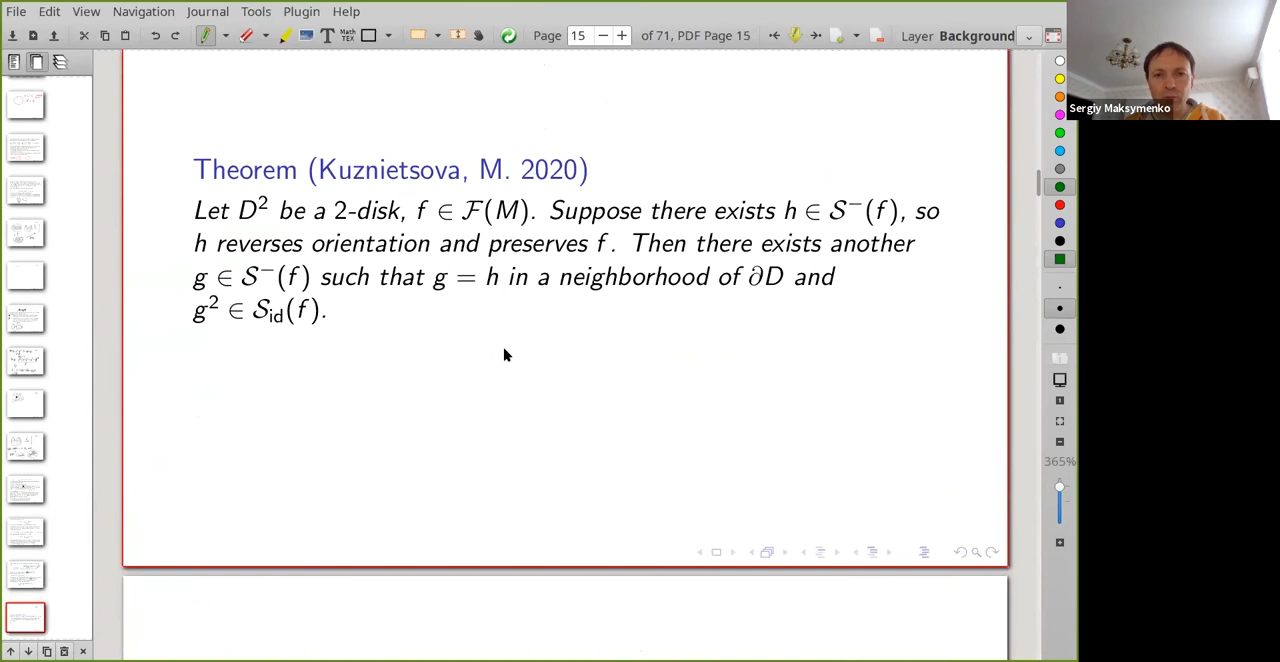 File Edit View Journal Tools Plugin Help
Page 15 of 71, PDF Page 15 Layer Background
Sergiy Maksymenko
Theorem (Kuznietsova, M. 2020)
Let D² be a 2-disk, f ∈ ℱ(M). Suppose there exists h ∈ 𝒮⁻(f), so
h reverses orientation and preserves f. Then there exists another
g ∈ 𝒮⁻(f) such that g = h in a neighborhood of ∂D and
g² ∈ 𝒮id(f).
365%